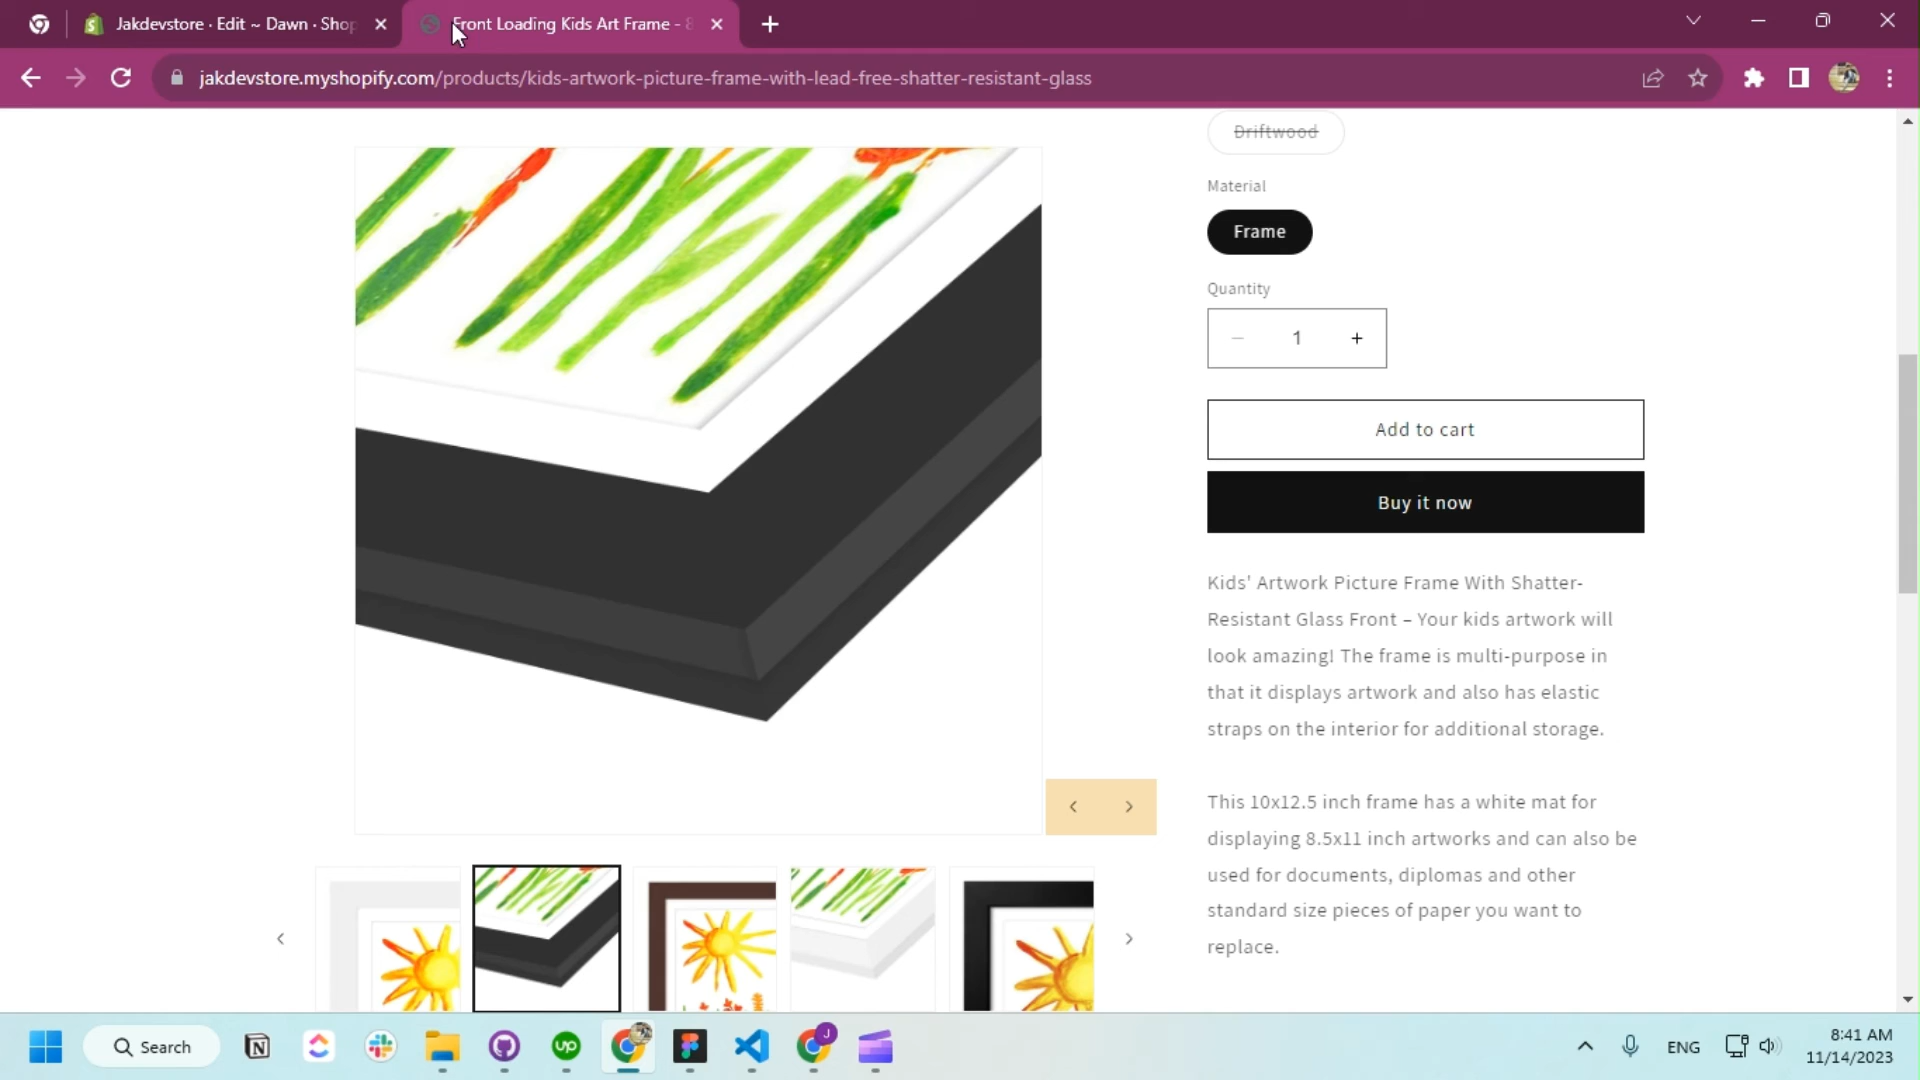 Jakdevstore · Edit ~ Dawn · Shop
Front Loading Kids Art Frame - 8
jakdevstore.myshopify.com/products/kids-artwork-picture-frame-with-lead-free-shatter-resistant-glass
Driftwood
Material
Frame
Quantity
1
Add to cart
Buy it now
Kids' Artwork Picture Frame With Shatter-
Resistant Glass Front – Your kids artwork will
look amazing! The frame is multi-purpose in
that it displays artwork and also has elastic
straps on the interior for additional storage.
This 10x12.5 inch frame has a white mat for
displaying 8.5x11 inch artworks and can also be
used for documents, diplomas and other
standard size pieces of paper you want to
replace.
Search
up
J
ENG
8:41 AM
11/14/2023